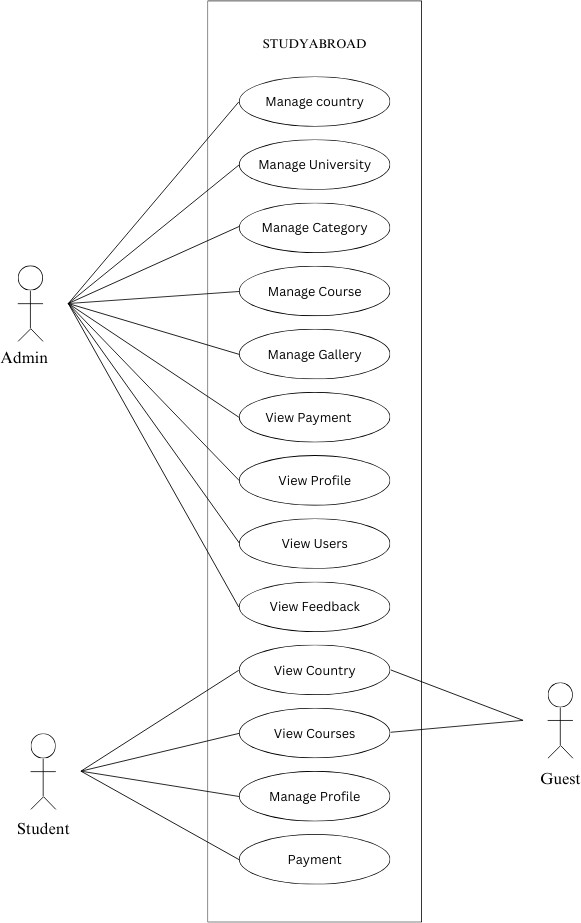 STUDYABROAD
Manage country
Manage University
Manage Category
Manage Course
Manage Gallery
Admin
View Payment
View Profile
View Users
View Feedback
View Country
View Courses
Manage Profile
Guest
Student
Payment